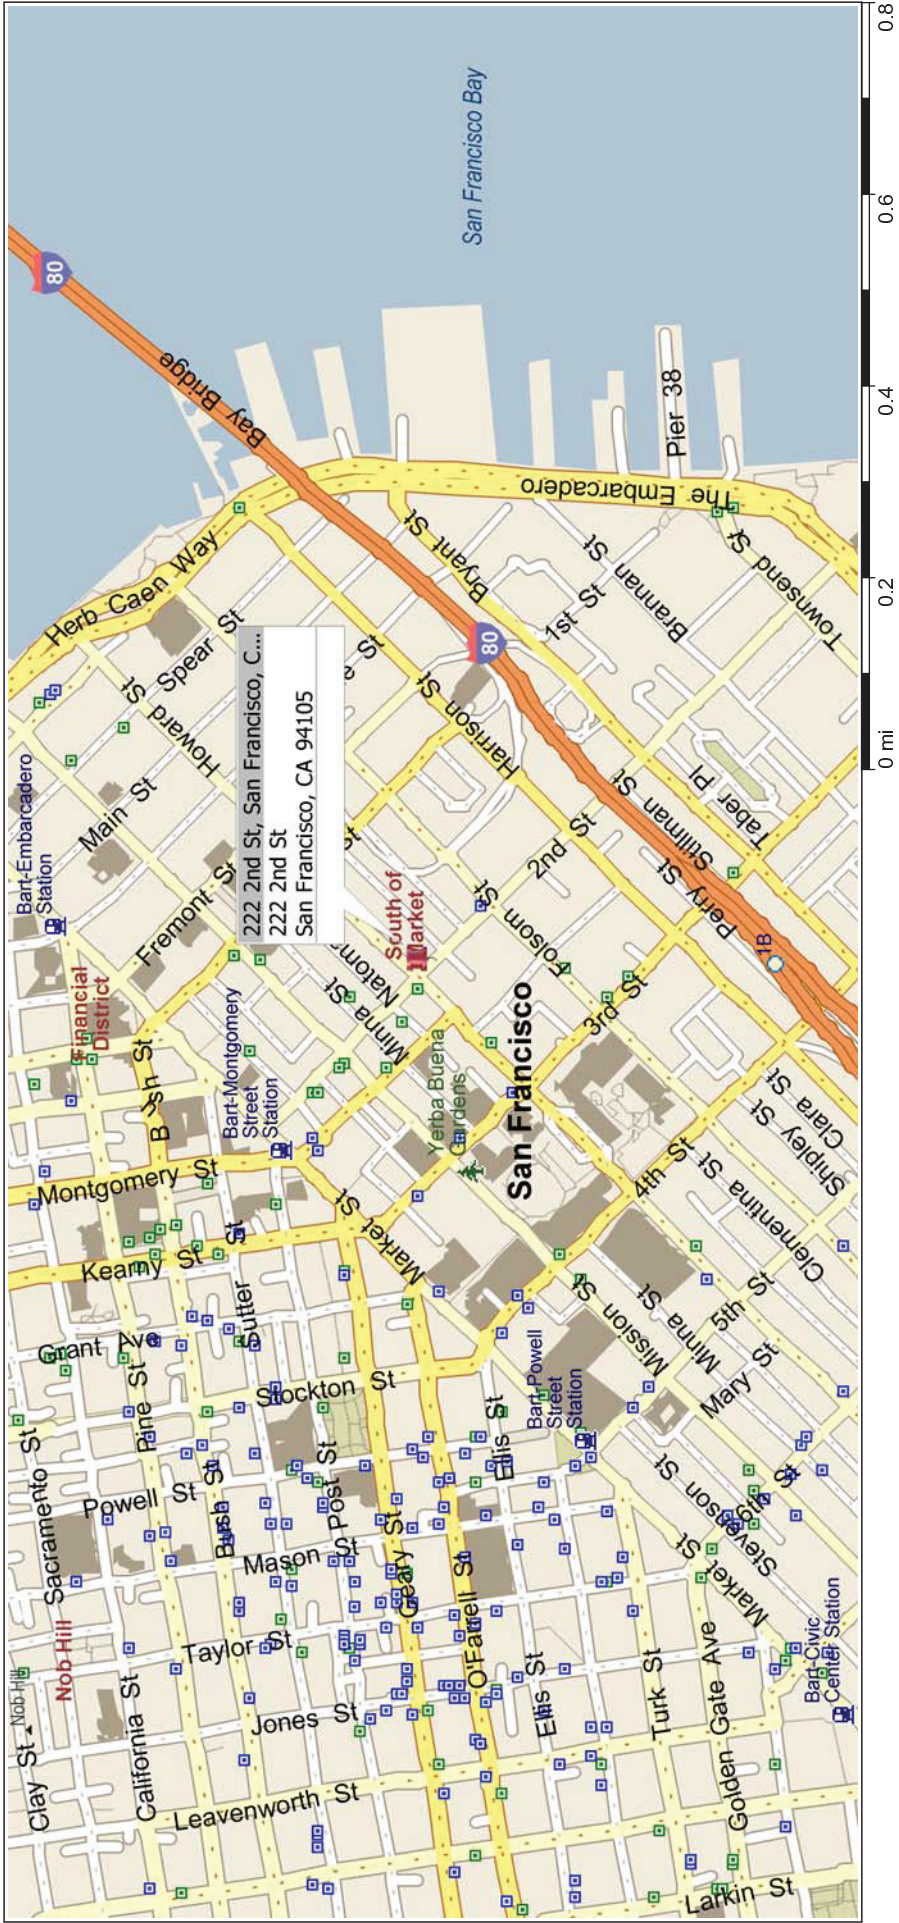 Clay St
Nob Hill
Nob Hill
Sacramento St
California St
Pine St
Bush St
Sutter St
Post St
Geary St
O'Farrell St
Ellis St
Ellis St
Turk St
Golden Gate Ave
Larkin St
Leavenworth St
Jones St
Taylor St
Mason St
Powell St
Stockton St
Grant Ave
Kearny St
Montgomery St
Financial
District
Bart-Embarcadero
Station
Bart-Montgomery
Street
Station
Bart-Powell
Street
Station
Bart-Civic
Center Station
Market St
Market St
Stevenson St
Mission St
Minna St
Minna St
Mary St
5th St
6th St
4th St
3rd St
2nd St
1st St
Clementina St
Shipley St
Clara St
San Francisco
Yerba Buena
Gardens
South of
Market
Folsom St
Bush St
Fremont St
Main St
Spear St
Howard St
Herb Caen Way
222 2nd St, San Francisco, C...
222 2nd St
San Francisco, CA 94105
Harrison St
Perry St
Stillman St
Taber Pl
Bryant St
Brannan St
Townsend St
The Embarcadero
Pier 38
Bay Bridge
80
80
1B
San Francisco Bay
0 mi
0.2
0.4
0.6
0.8